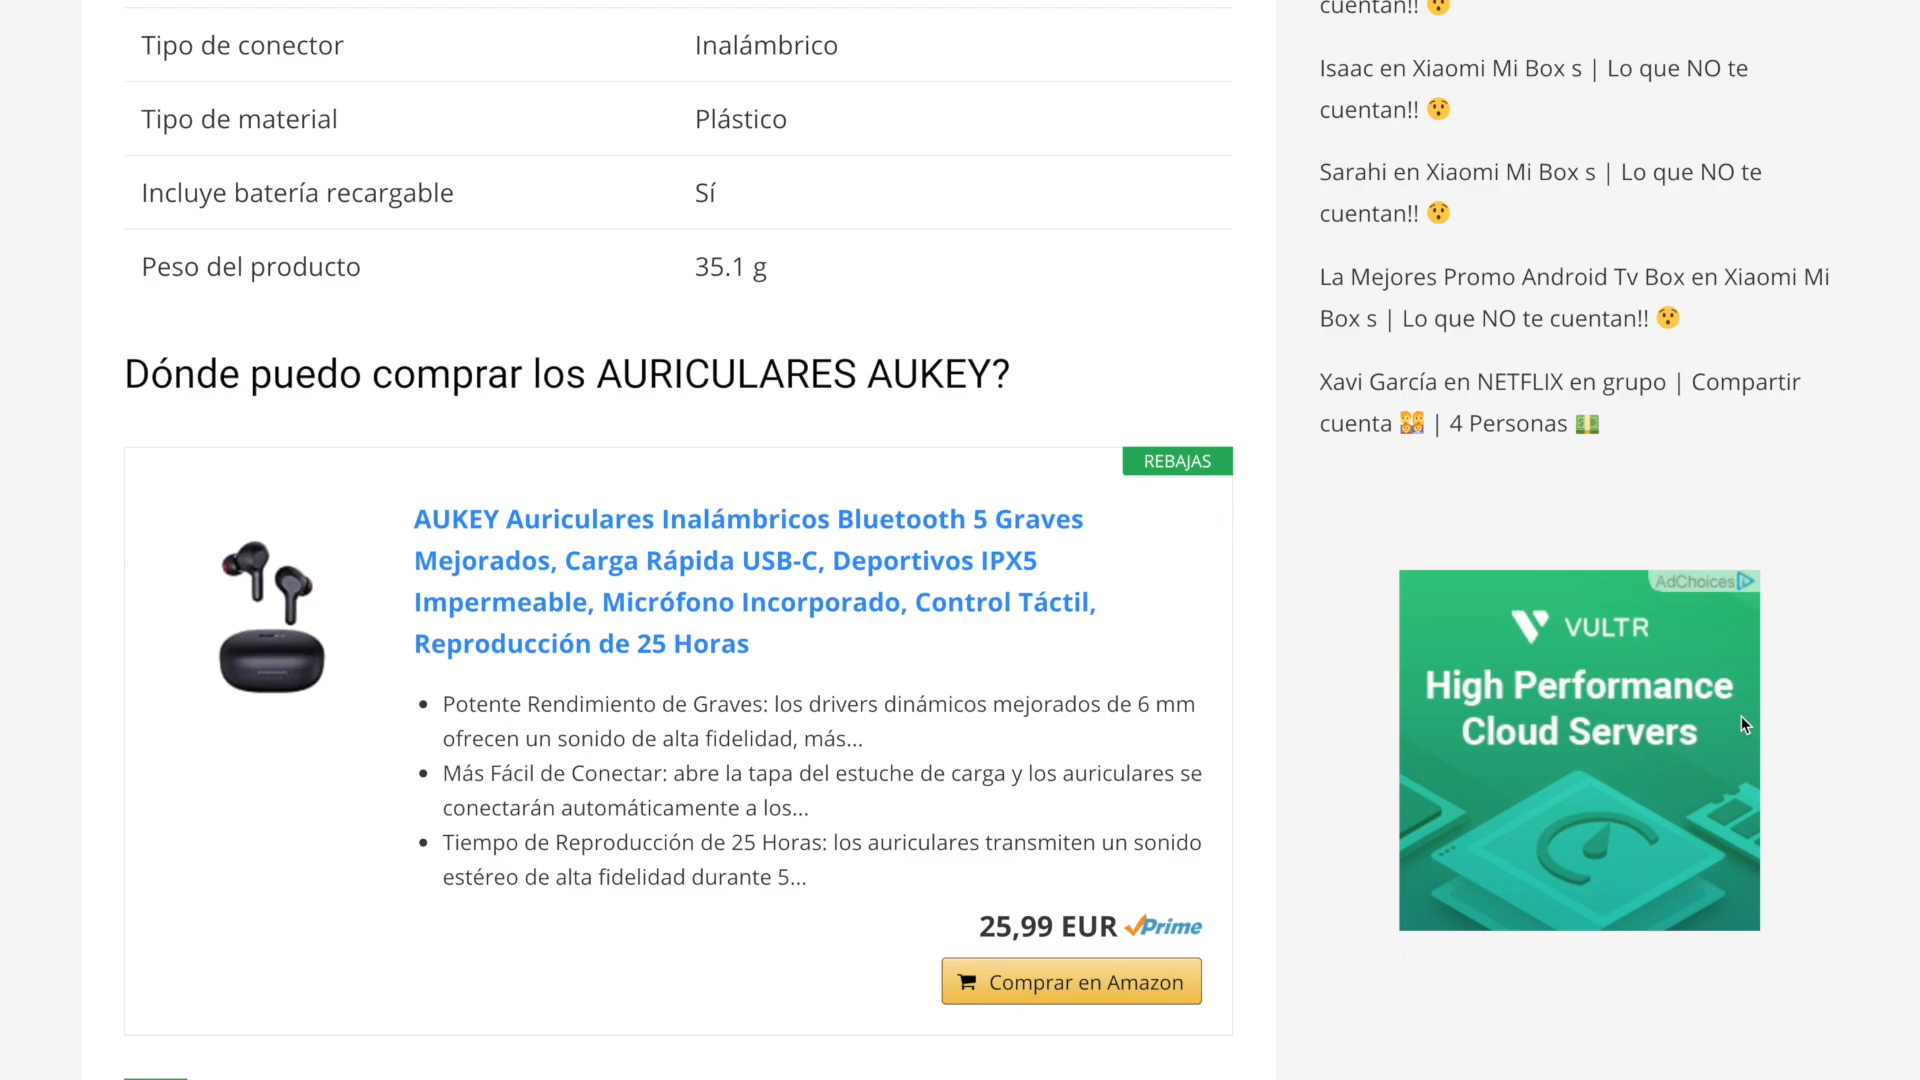 Tipo de conector Inalámbrico
Tipo de material Plástico
Incluye batería recargable Sí
Peso del producto 35.1 g
Dónde puedo comprar los AURICULARES AUKEY?
REBAJAS
AUKEY Auriculares Inalámbricos Bluetooth 5 Graves
Mejorados, Carga Rápida USB-C, Deportivos IPX5
Impermeable, Micrófono Incorporado, Control Táctil,
Reproducción de 25 Horas
• Potente Rendimiento de Graves: los drivers dinámicos mejorados de 6 mm
ofrecen un sonido de alta fidelidad, más...
• Más Fácil de Conectar: abre la tapa del estuche de carga y los auriculares se
conectarán automáticamente a los...
• Tiempo de Reproducción de 25 Horas: los auriculares transmiten un sonido
estéreo de alta fidelidad durante 5...
25,99 EUR Prime
Comprar en Amazon
cuentan!! 😯
Isaac en Xiaomi Mi Box s | Lo que NO te
cuentan!! 😯
Sarahi en Xiaomi Mi Box s | Lo que NO te
cuentan!! 😯
La Mejores Promo Android Tv Box en Xiaomi Mi
Box s | Lo que NO te cuentan!! 😯
Xavi García en NETFLIX en grupo | Compartir
cuenta 👨‍👩‍👧‍👦 | 4 Personas 💵
AdChoices
VULTR
High Performance
Cloud Servers